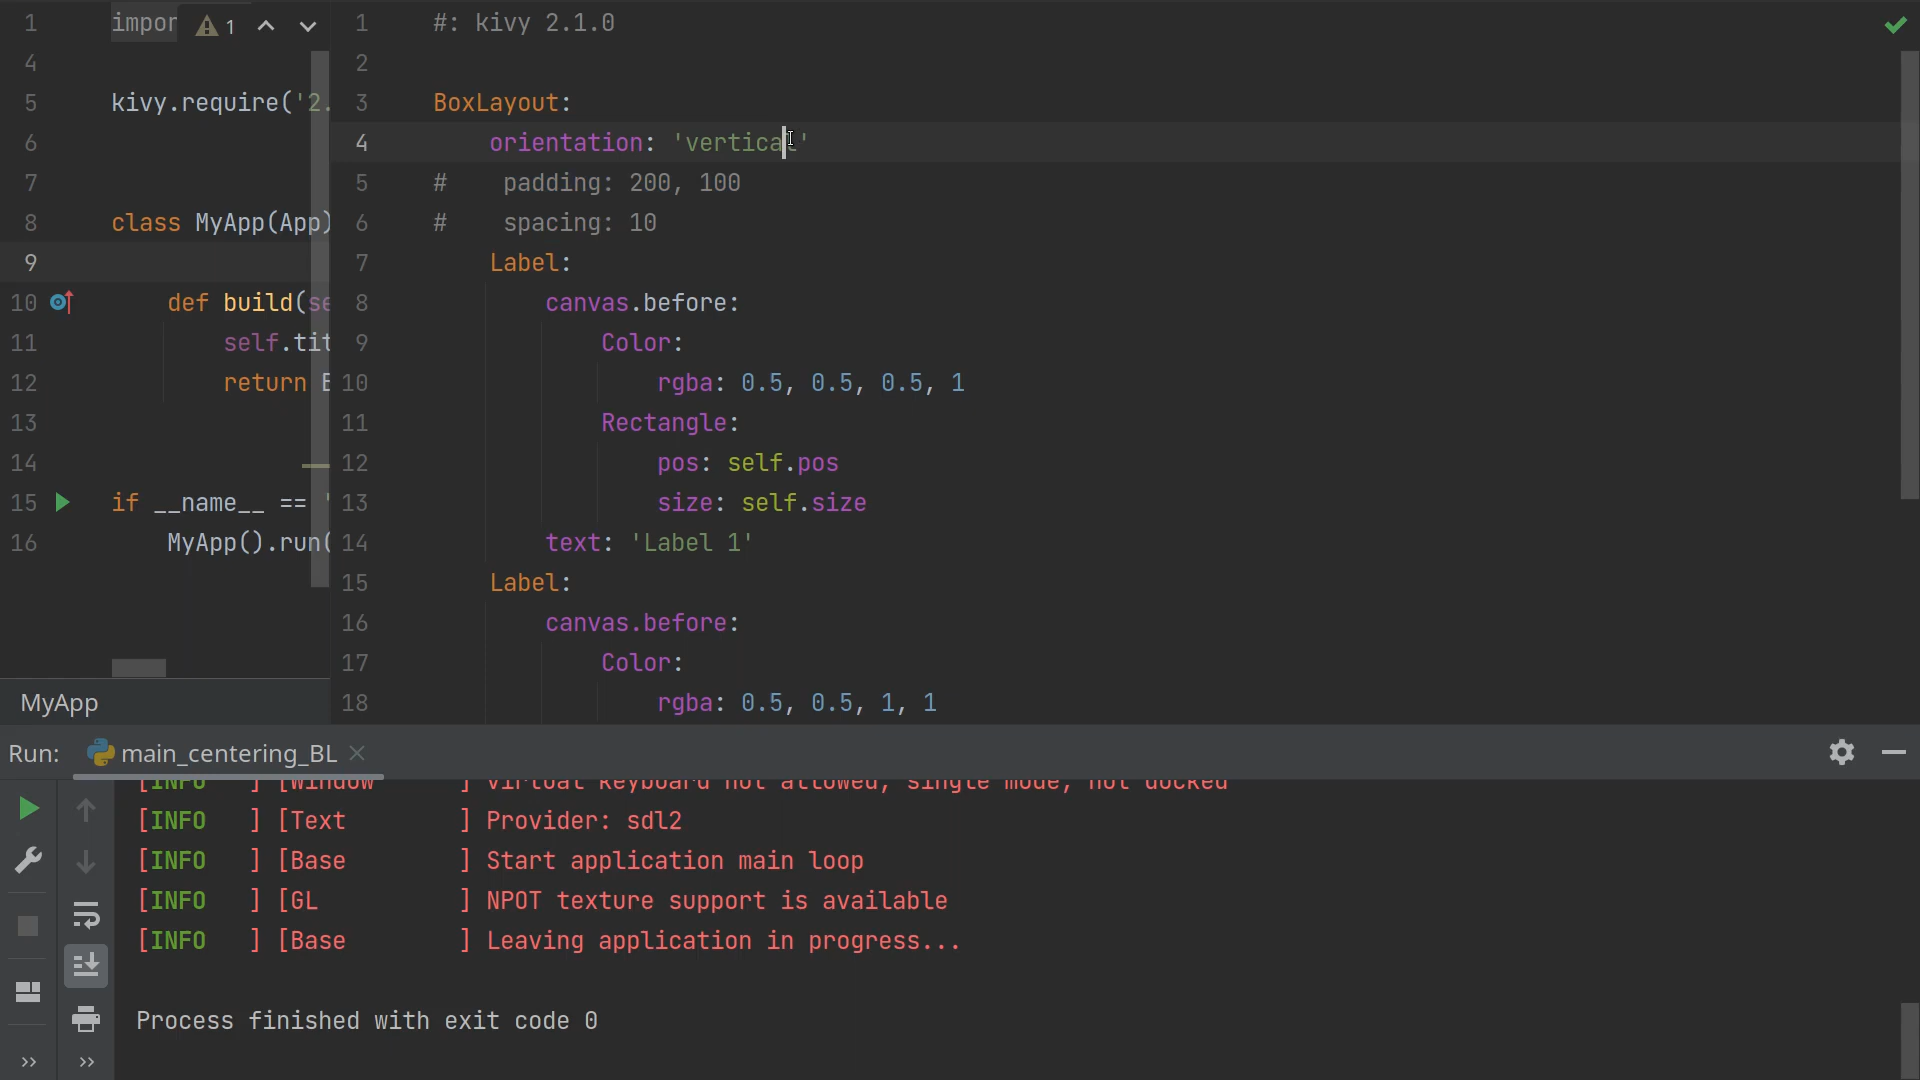 1 impor 1
4
5 kivy.require('2.
6
7
8 class MyApp(App)
9
10 def build(se
11 self.tit
12 return
13
14
15 if __name__ == '
16 MyApp().run(
MyApp
1 #: kivy 2.1.0
2
3 BoxLayout:
4 orientation: 'vertical'
5 # padding: 200, 100
6 # spacing: 10
7 Label:
8 canvas.before:
9 Color:
10 rgba: 0.5, 0.5, 0.5, 1
11 Rectangle:
12 pos: self.pos
13 size: self.size
14 text: 'Label 1'
15 Label:
16 canvas.before:
17 Color:
18 rgba: 0.5, 0.5, 1, 1
Run: main_centering_BL
[INFO ] [Window ] Virtual keyboard not allowed, single mode, not docked
[INFO ] [Text ] Provider: sdl2
[INFO ] [Base ] Start application main loop
[INFO ] [GL ] NPOT texture support is available
[INFO ] [Base ] Leaving application in progress...
Process finished with exit code 0